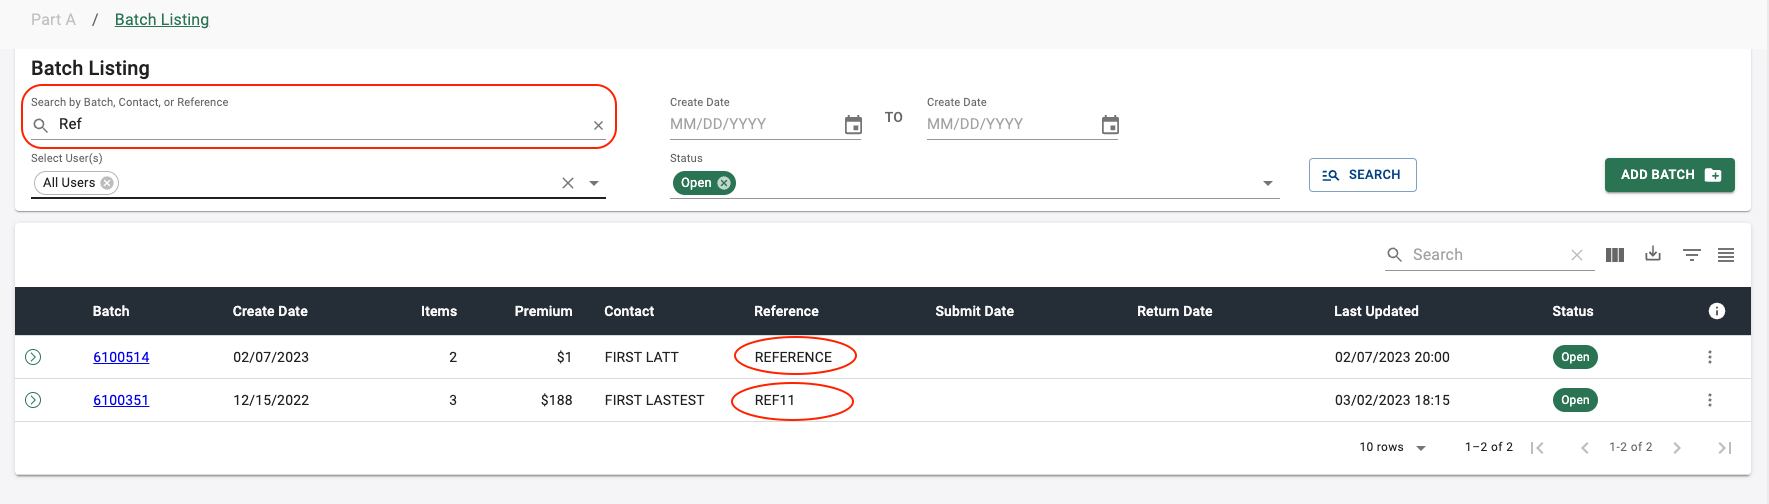 Part A / Batch Listing
Batch Listing
Search by Batch, Contact, or Reference
Ref
Create Date
MM/DD/YYYY
TO
Create Date
MM/DD/YYYY
Select User(s)
All Users
Status
Open
SEARCH
ADD BATCH
Search
Batch Create Date Items Premium Contact Reference Submit Date Return Date Last Updated Status
6100514 02/07/2023 2 $1 FIRST LATT REFERENCE 02/07/2023 20:00 Open
6100351 12/15/2022 3 $188 FIRST LASTEST REF11 03/02/2023 18:15 Open
10 rows 1–2 of 2 1-2 of 2